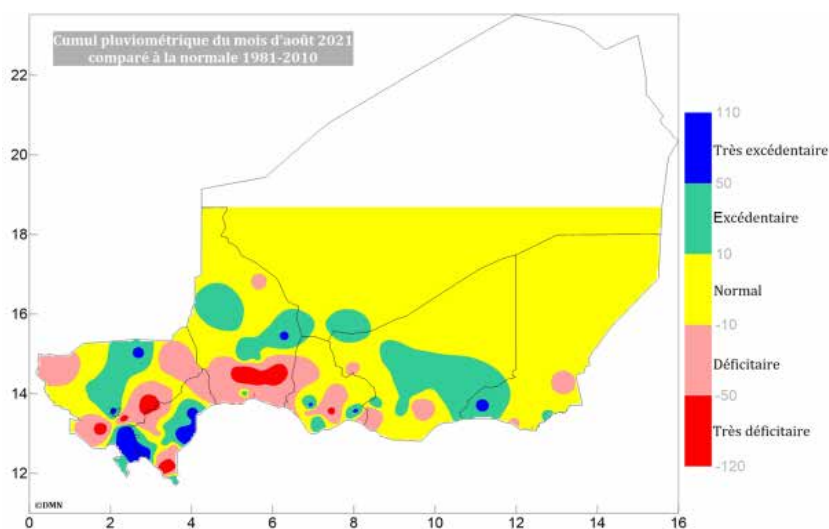 Cumul pluviométrique du mois d'août 2021
comparé à la normale 1981-2010
22
20
18
16
14
12
0 2 4 6 8 10 12 14 16
©DMN
110
Très excédentaire
50
Excédentaire
10
Normal
-10
Déficitaire
-50
Très déficitaire
-120